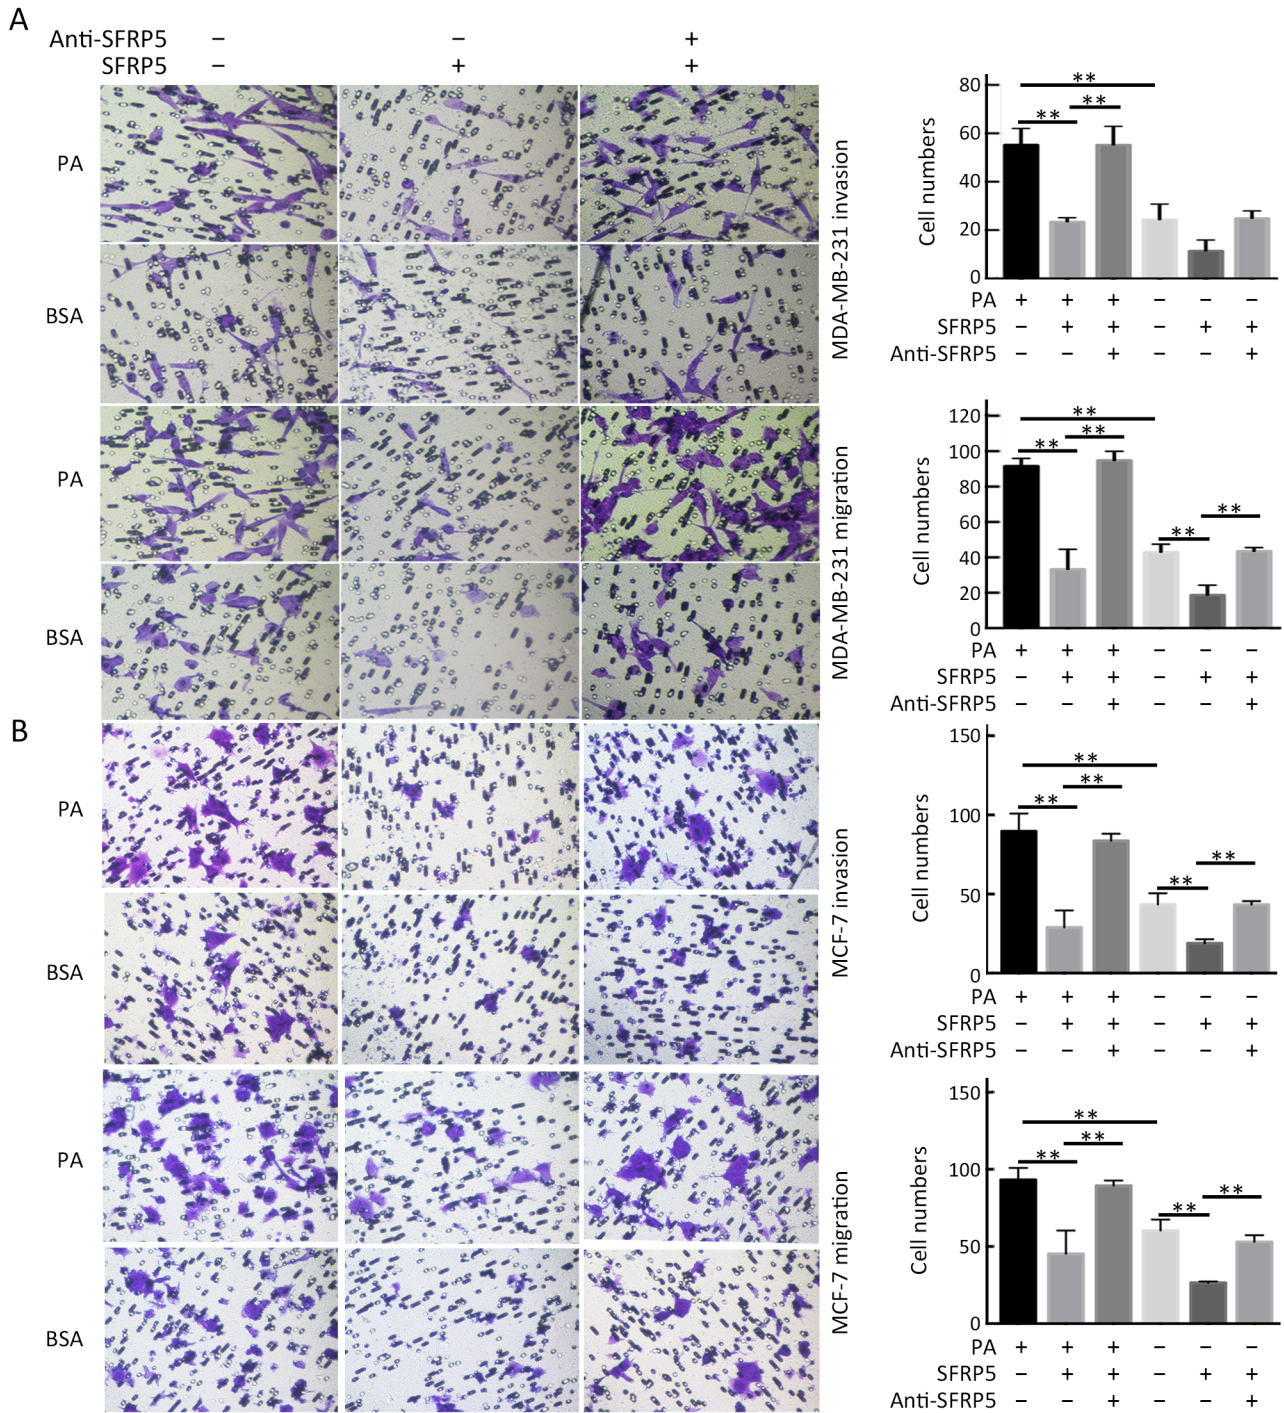 A
Anti-SFRP5 – – +
SFRP5 – + +
PA
BSA
MDA-MB-231 invasion
PA
BSA
MDA-MB-231 migration
80
60
40
20
0
Cell numbers
** ** **
PA + + + – – –
SFRP5 – + + – + +
Anti-SFRP5 – – + – – +
120
100
80
60
40
20
0
Cell numbers
** ** ** ** **
PA + + + – – –
SFRP5 – + + – + +
Anti-SFRP5 – – + – – +
B
PA
BSA
MCF-7 invasion
PA
BSA
MCF-7 migration
150
100
50
0
Cell numbers
** ** ** ** **
PA + + + – – –
SFRP5 – + + – + +
Anti-SFRP5 – – + – – +
150
100
50
0
Cell numbers
** ** ** ** **
PA + + + – – –
SFRP5 – + + – + +
Anti-SFRP5 – – + – – +